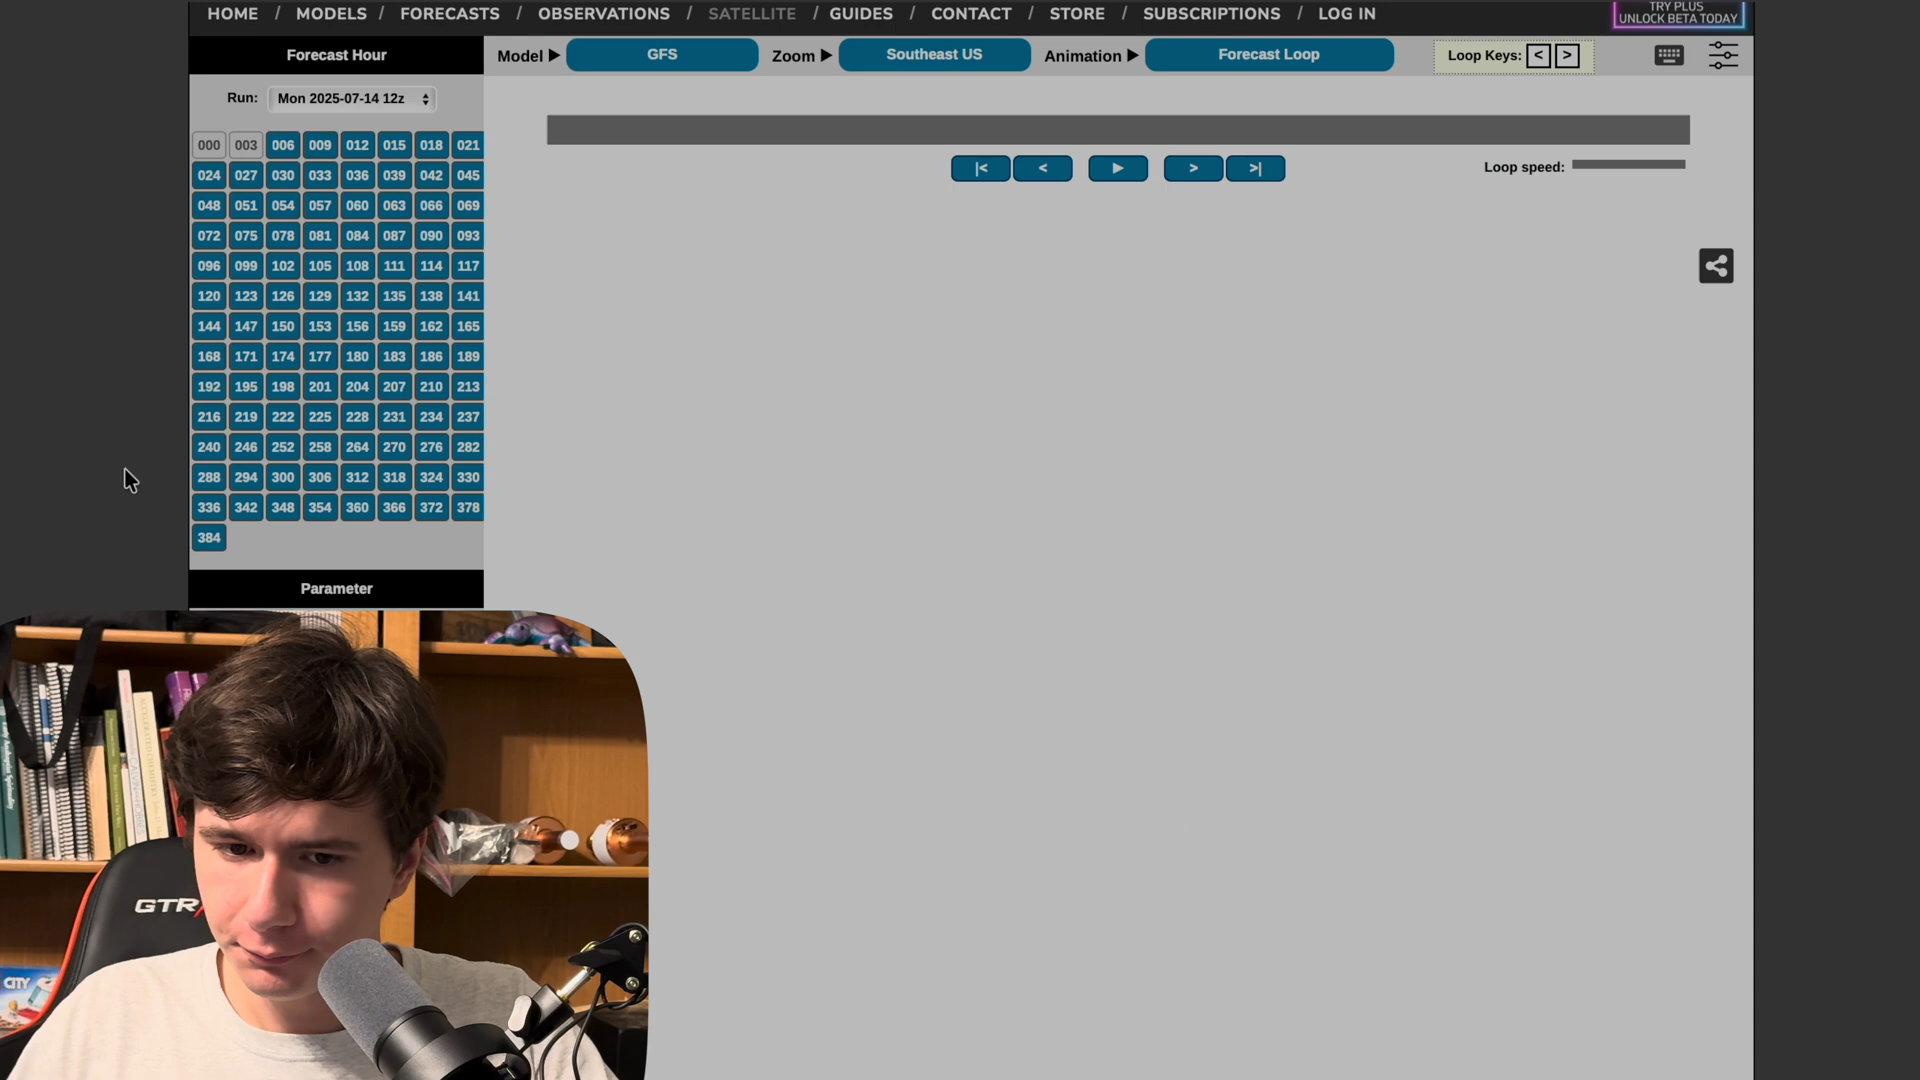 HOME / MODELS / FORECASTS / OBSERVATIONS / SATELLITE / GUIDES / CONTACT / STORE / SUBSCRIPTIONS / LOG IN
TRY PLUS
UNLOCK BETA TODAY
Forecast Hour
Model ▶ GFS Zoom ▶ Southeast US Animation ▶ Forecast Loop Loop Keys: < >
Run: Mon 2025-07-14 12z
000 003 006 009 012 015 018 021
024 027 030 033 036 039 042 045
048 051 054 057 060 063 066 069
072 075 078 081 084 087 090 093
096 099 102 105 108 111 114 117
120 123 126 129 132 135 138 141
144 147 150 153 156 159 162 165
168 171 174 177 180 183 186 189
192 195 198 201 204 207 210 213
216 219 222 225 228 231 234 237
240 246 252 258 264 270 276 282
288 294 300 306 312 318 324 330
336 342 348 354 360 366 372 378
384
|< < ▶ > >|
Loop speed:
Parameter
GTR
CITY